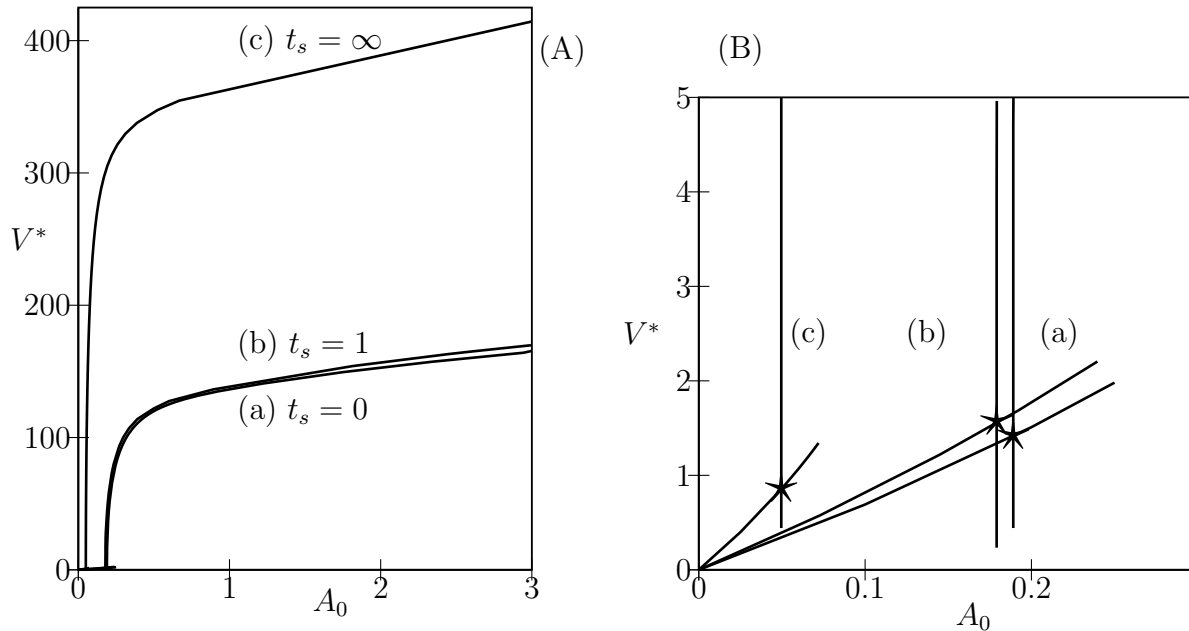 400
300
200
100
0
V*
(c) t_s = ∞
(b) t_s = 1
(a) t_s = 0
0 1 2 3
A_0
(A)
(B)
5
4
3
2
1
0
V*
(c) (b) (a)
0 0.1 0.2
A_0